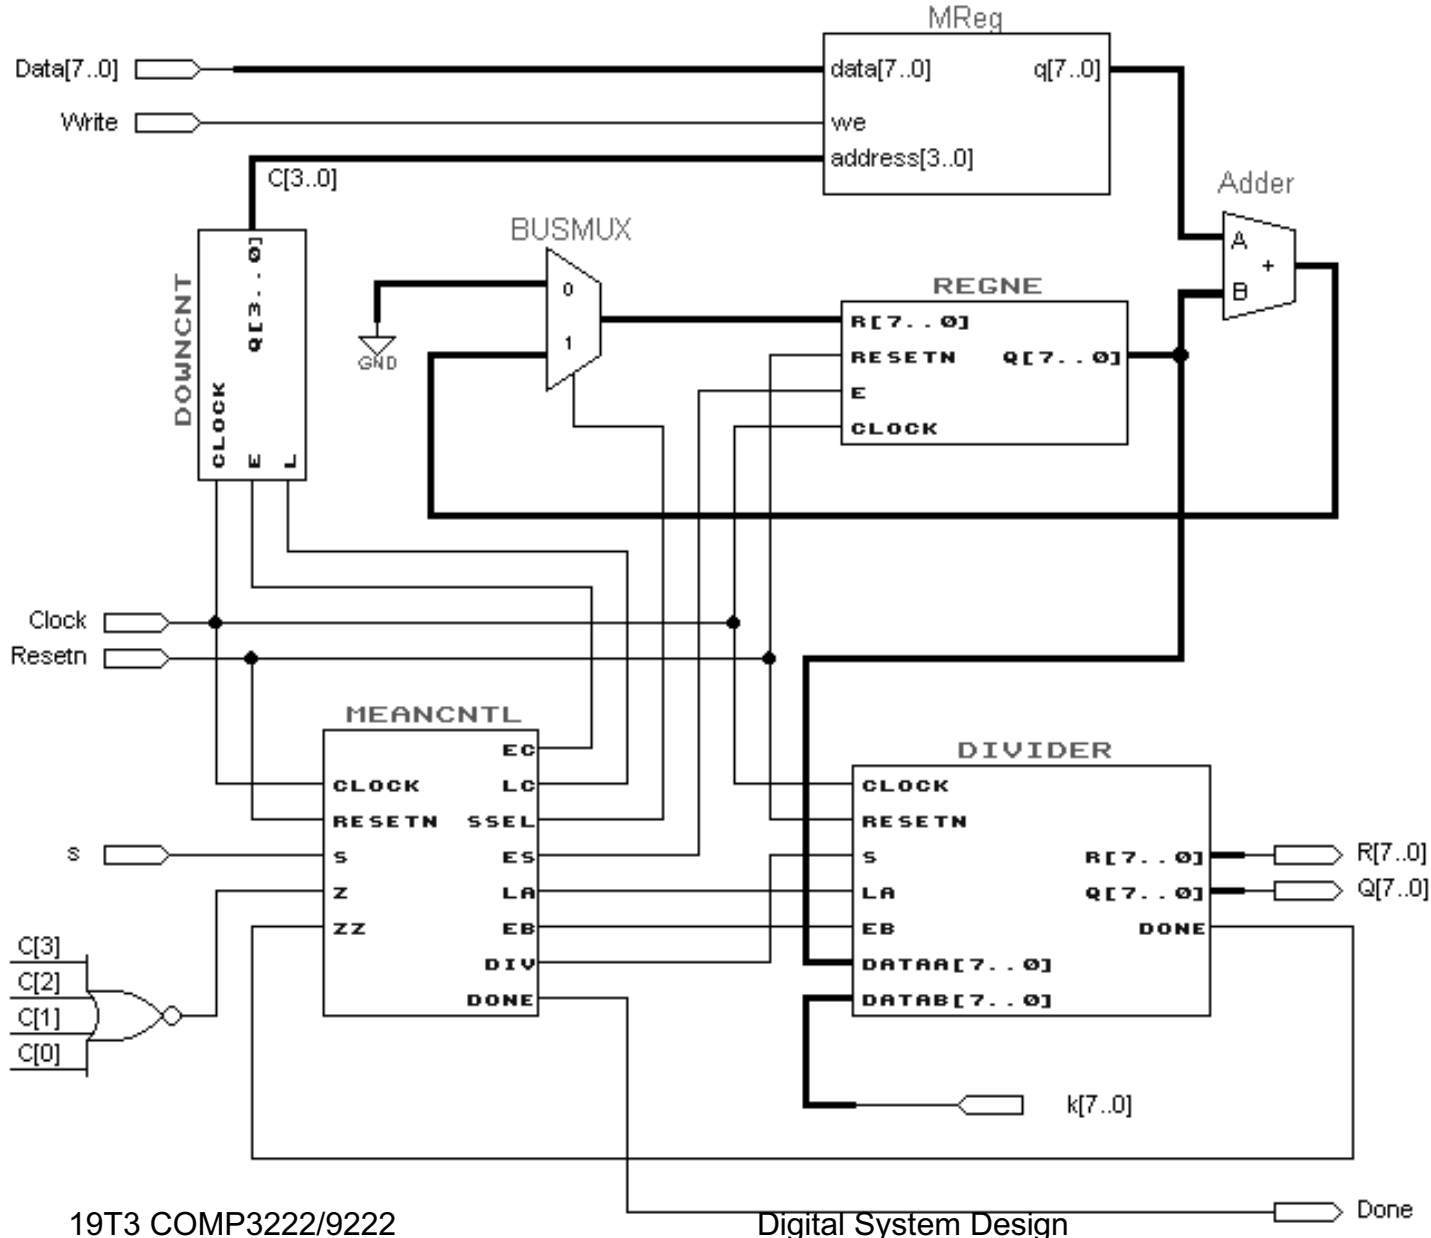 MReg
Data[7..0]
data[7..0]
q[7..0]
Write
we
address[3..0]
C[3..0]
Adder
A
+
B
BUSMUX
0
1
GND
DOWNCNT
Q[3..0]
CLOCK
E
L
REGNE
R[7..0]
RESETN
Q[7..0]
E
CLOCK
Clock
Resetn
MEANCNTL
EC
CLOCK
LC
RESETN
SSEL
s
S
ES
Z
LA
ZZ
EB
DIV
DONE
C[3]
C[2]
C[1]
C[0]
DIVIDER
CLOCK
RESETN
S
R[7..0]
R[7..0]
LA
Q[7..0]
Q[7..0]
EB
DONE
DATAA[7..0]
DATAB[7..0]
k[7..0]
Done
19T3 COMP3222/9222
Digital System Design